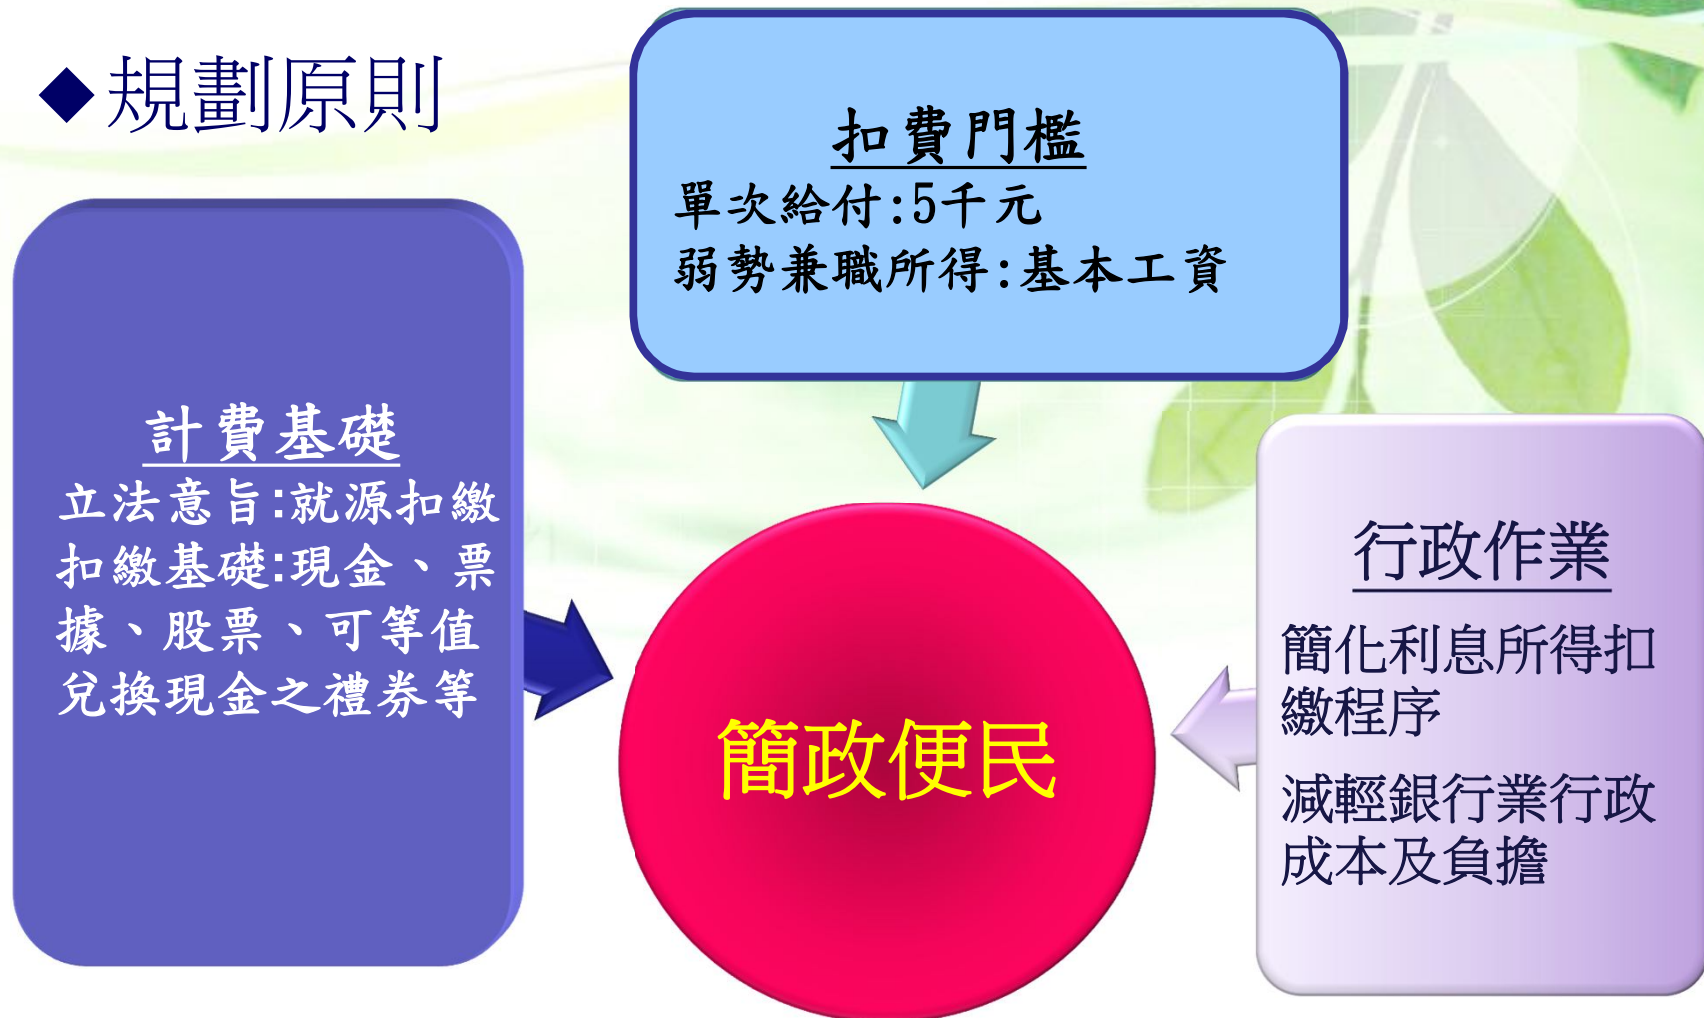 ◆規劃原則
扣費門檻
單次給付:5千元
弱勢兼職所得:基本工資
計費基礎
立法意旨:就源扣繳
扣繳基礎:現金、票
據、股票、可等值
兌換現金之禮券等
簡政便民
行政作業
簡化利息所得扣
繳程序
減輕銀行業行政
成本及負擔